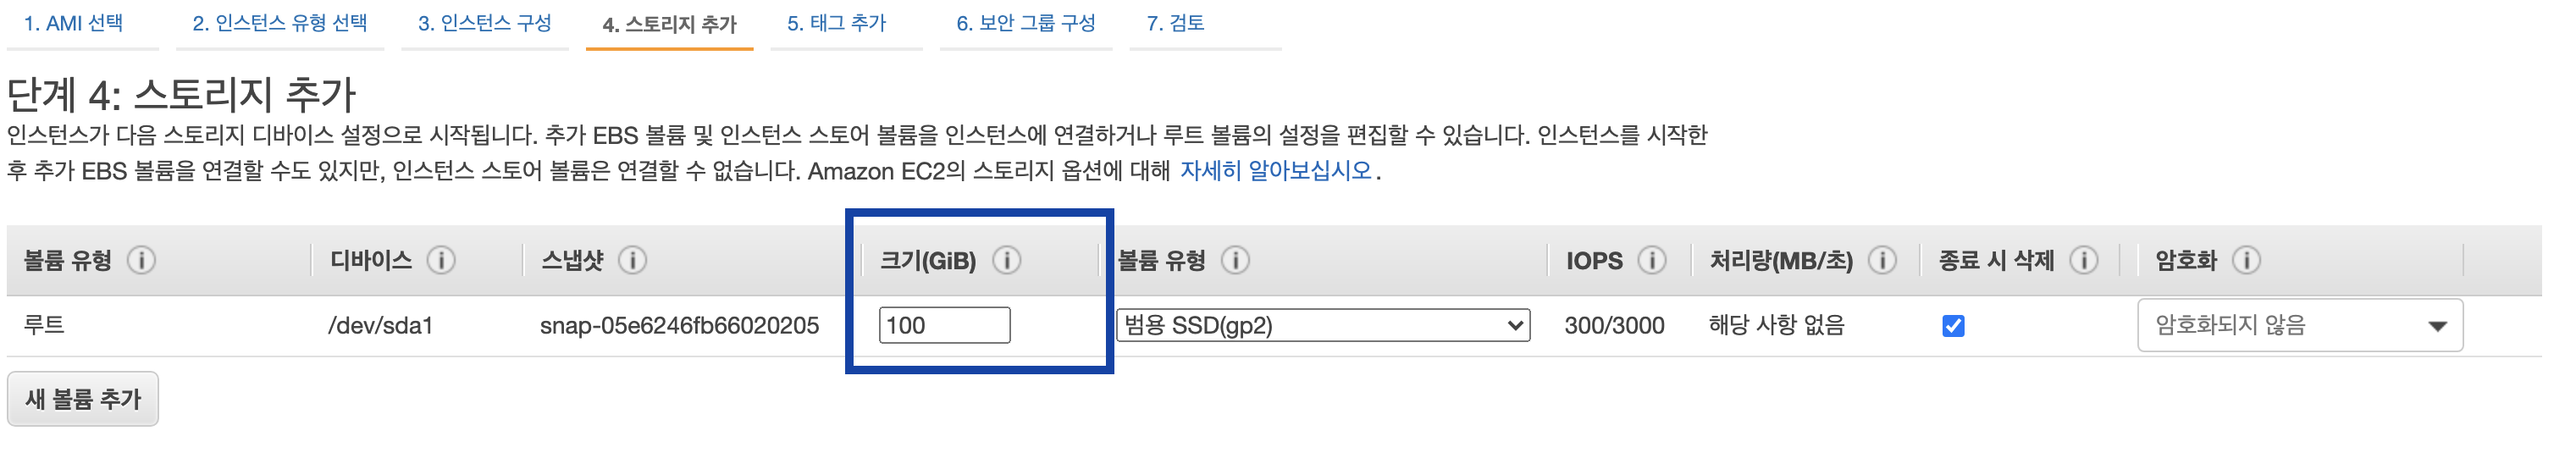 1. AMI 선택 2. 인스턴스 유형 선택 3. 인스턴스 구성 4. 스토리지 추가 5. 태그 추가 6. 보안 그룹 구성 7. 검토
단계 4: 스토리지 추가
인스턴스가 다음 스토리지 디바이스 설정으로 시작됩니다. 추가 EBS 볼륨 및 인스턴스 스토어 볼륨을 인스턴스에 연결하거나 루트 볼륨의 설정을 편집할 수 있습니다. 인스턴스를 시작한
후 추가 EBS 볼륨을 연결할 수도 있지만, 인스턴스 스토어 볼륨은 연결할 수 없습니다. Amazon EC2의 스토리지 옵션에 대해 자세히 알아보십시오.
볼륨 유형 i 디바이스 i 스냅샷 i 크기(GiB) i 볼륨 유형 i IOPS i 처리량(MB/초) i 종료 시 삭제 i 암호화 i
루트 /dev/sda1 snap-05e6246fb66020205 100 범용 SSD(gp2) 300/3000 해당 사항 없음 암호화되지 않음
새 볼륨 추가